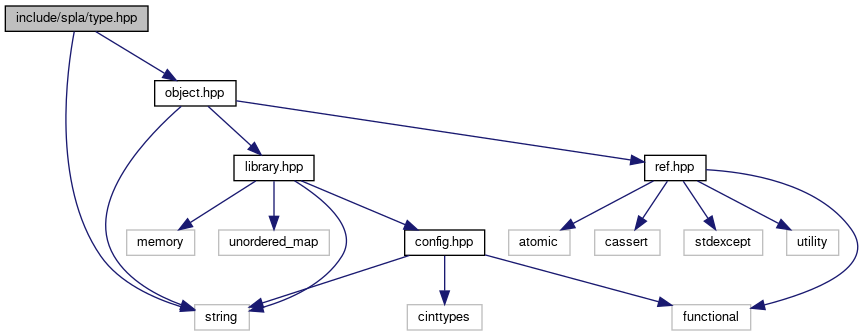 include/spla/type.hpp
object.hpp
library.hpp
ref.hpp
memory
unordered_map
config.hpp
atomic
cassert
stdexcept
utility
string
cinttypes
functional